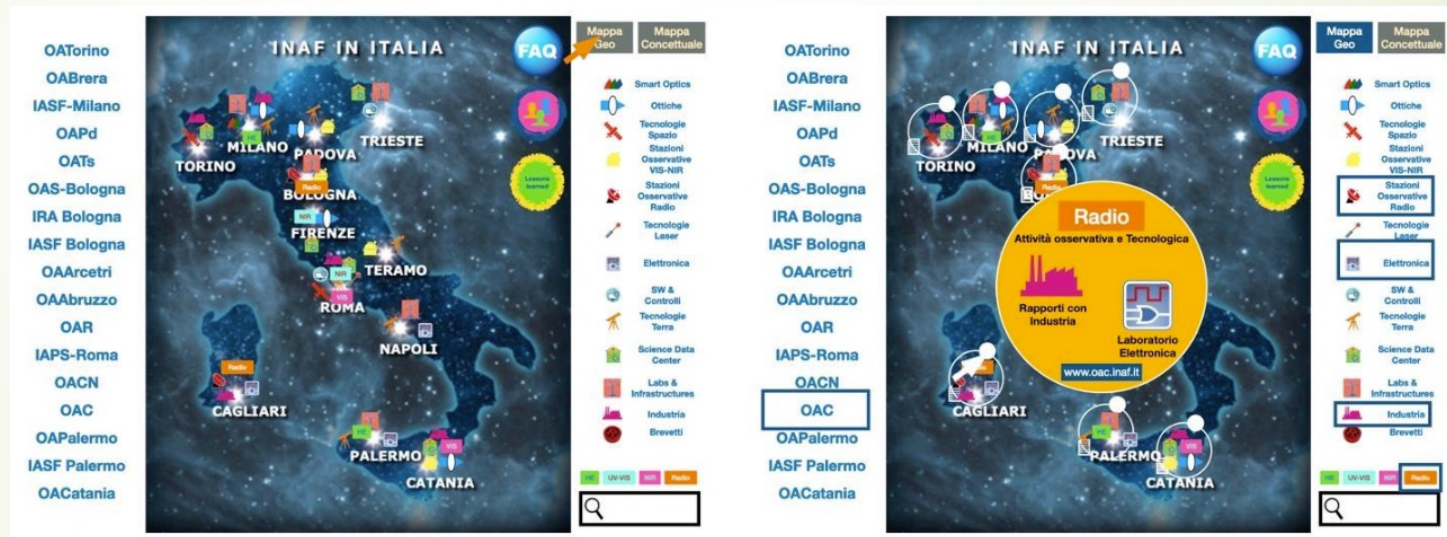 OATorino
OABrera
IASF-Milano
OAPd
OATs
OAS-Bologna
IRA Bologna
IASF Bologna
OAArcetri
OAAbruzzo
OAR
IAPS-Roma
OACN
OAC
OAPalermo
IASF Palermo
OACatania
INAF IN ITALIA
FAQ
TRIESTE
HE
MILANO
PADOVA
TORINO
Lessons
learned
Radio
BOLOGNA
NIR
FIRENZE
TERAMO
NIR
VIS
ROMA
NAPOLI
Radio
CAGLIARI
HE
VIS
PALERMO
CATANIA
Mappa
Geo
Mappa
Concettuale
Smart Optics
Ottiche
Tecnologie
Spazio
Stazioni
Osservative
VIS-NIR
Stazioni
Osservative
Radio
Tecnologie
Laser
Elettronica
SW &
Controlli
Tecnologie
Terra
Science Data
Center
Labs &
Infrastructures
Industria
Brevetti
HE UV-VIS NIR Radio
OATorino
OABrera
IASF-Milano
OAPd
OATs
OAS-Bologna
IRA Bologna
IASF Bologna
OAArcetri
OAAbruzzo
OAR
IAPS-Roma
OACN
OAC
OAPalermo
IASF Palermo
OACatania
INAF IN ITALIA
FAQ
TRIESTE
HE
MILANO
TORINO
Lessons
learned
Radio
Radio
Attività osservativa e Tecnologica
Rapporti con
Industria
Laboratorio
Elettronica
www.oac.inaf.it
CAGLIARI
HE
VIS
PALERMO
CATANIA
Mappa
Geo
Mappa
Concettuale
Smart Optics
Ottiche
Tecnologie
Spazio
Stazioni
Osservative
VIS-NIR
Stazioni
Osservative
Radio
Tecnologie
Laser
Elettronica
SW &
Controlli
Tecnologie
Terra
Science Data
Center
Labs &
Infrastructures
Industria
Brevetti
HE UV-VIS NIR Radio